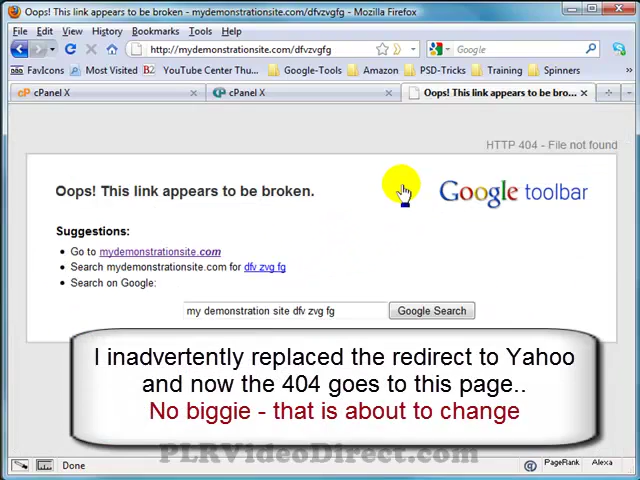 Oops! This link appears to be broken - mydemonstrationsite.com/dfvzvgfg - Mozilla Firefox
File Edit View History Bookmarks Tools Help
http://mydemonstrationsite.com/dfvzvgfg Google
FavIcons Most Visited B2 YouTube Center Thu... Google-Tools Amazon PSD-Tricks Training Spinners
cP cPanel X cP cPanel X Oops! This link appears to be bro...
HTTP 404 - File not found
Oops! This link appears to be broken.
Google toolbar
Suggestions:
• Go to mydemonstrationsite.com
• Search mydemonstrationsite.com for dfv zvg fg
• Search on Google:
my demonstration site dfv zvg fg Google Search
I inadvertently replaced the redirect to Yahoo
and now the 404 goes to this page..
No biggie - that is about to change
PLRVideoDirect.com
Done PageRank Alexa